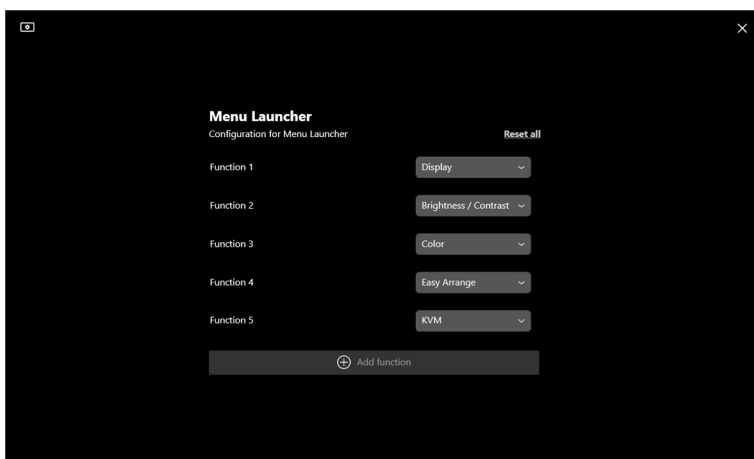 Menu Launcher
Configuration for Menu Launcher Reset all
Function 1 Display
Function 2 Brightness / Contrast
Function 3 Color
Function 4 Easy Arrange
Function 5 KVM
Add function